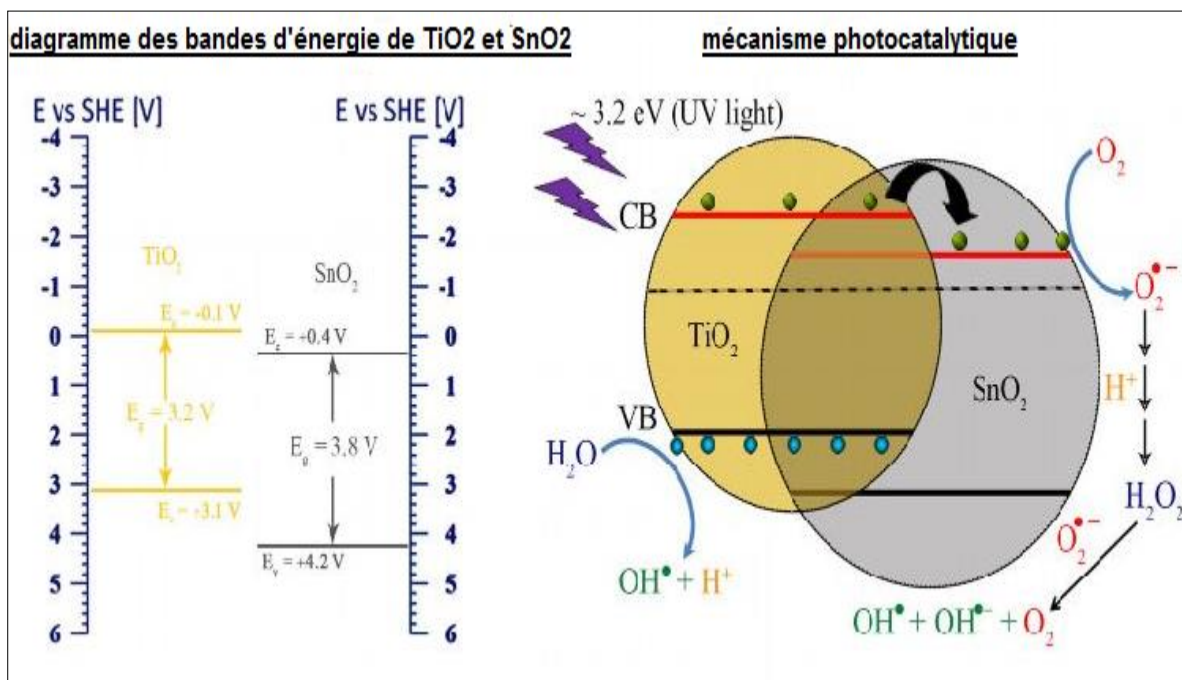 diagramme des bandes d'énergie de TiO2 et SnO2
mécanisme photocatalytique
E vs SHE [V]
E vs SHE [V]
-4
-3
-2
-1
0
1
2
3
4
5
6
-4
-3
-2
-1
0
1
2
3
4
5
6
TiO₂
E = -0.1 V
E = 3.2 V
E = +3.1 V
SnO₂
E = +0.4 V
E = 3.8 V
Eᵥ = +4.2 V
~ 3.2 eV (UV light)
CB
TiO₂
VB
SnO₂
H₂O
OH• + H⁺
O₂
O₂•−
H⁺
H₂O₂
O₂•−
OH• + OH•− + O₂